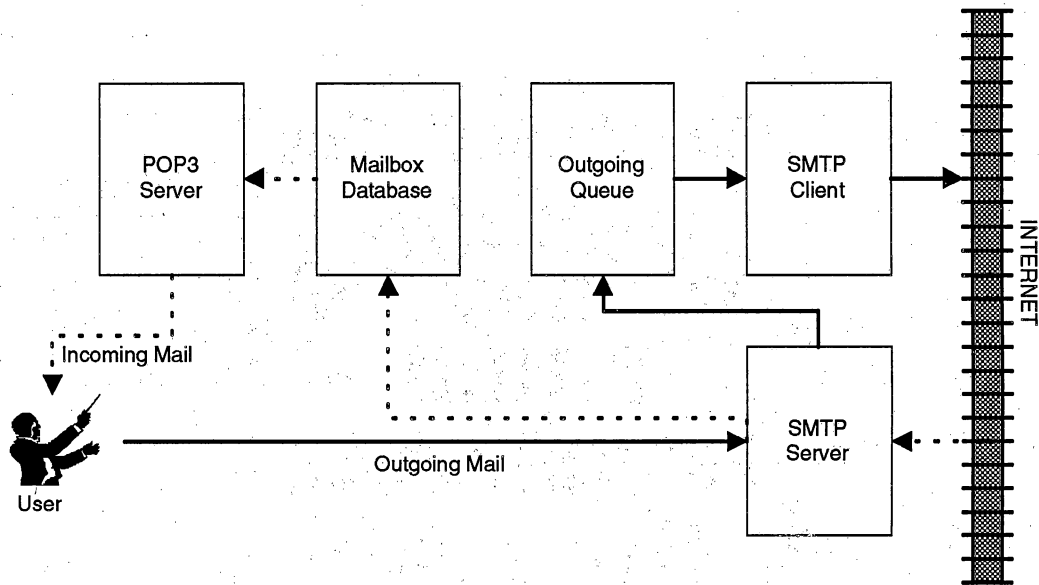 POP3
Server
Mailbox
Database
Outgoing
Queue
SMTP
Client
INTERNET
Incoming Mail
SMTP
Server
Outgoing Mail
User